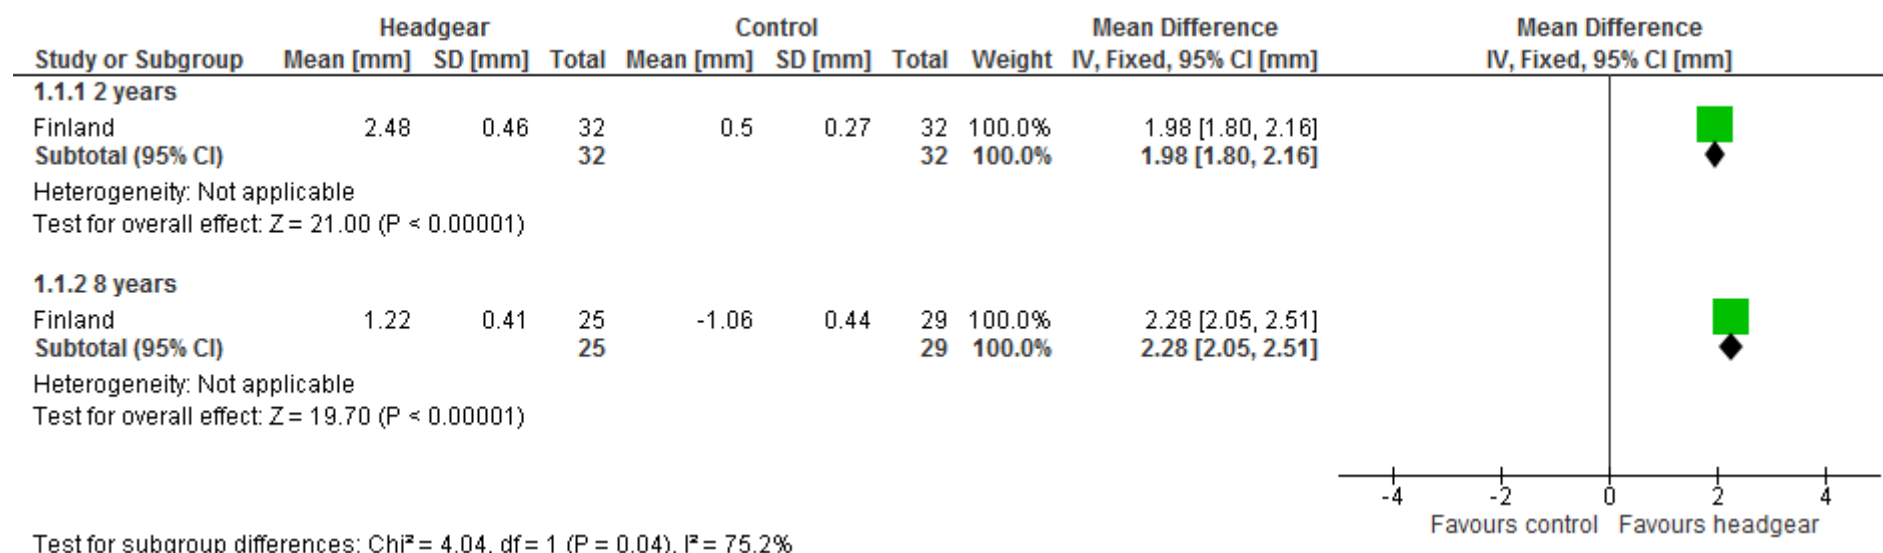 Headgear Control Mean Difference Mean Difference
Study or Subgroup Mean [mm] SD [mm] Total Mean [mm] SD [mm] Total Weight IV, Fixed, 95% CI [mm] IV, Fixed, 95% CI [mm]
1.1.1 2 years
Finland 2.48 0.46 32 0.5 0.27 32 100.0% 1.98 [1.80, 2.16]
Subtotal (95% CI) 32 32 100.0% 1.98 [1.80, 2.16]
Heterogeneity: Not applicable
Test for overall effect: Z = 21.00 (P < 0.00001)
1.1.2 8 years
Finland 1.22 0.41 25 -1.06 0.44 29 100.0% 2.28 [2.05, 2.51]
Subtotal (95% CI) 25 29 100.0% 2.28 [2.05, 2.51]
Heterogeneity: Not applicable
Test for overall effect: Z = 19.70 (P < 0.00001)
-4 -2 0 2 4
Favours control Favours headgear
Test for subgroup differences: Chi² = 4.04, df = 1 (P = 0.04), I² = 75.2%